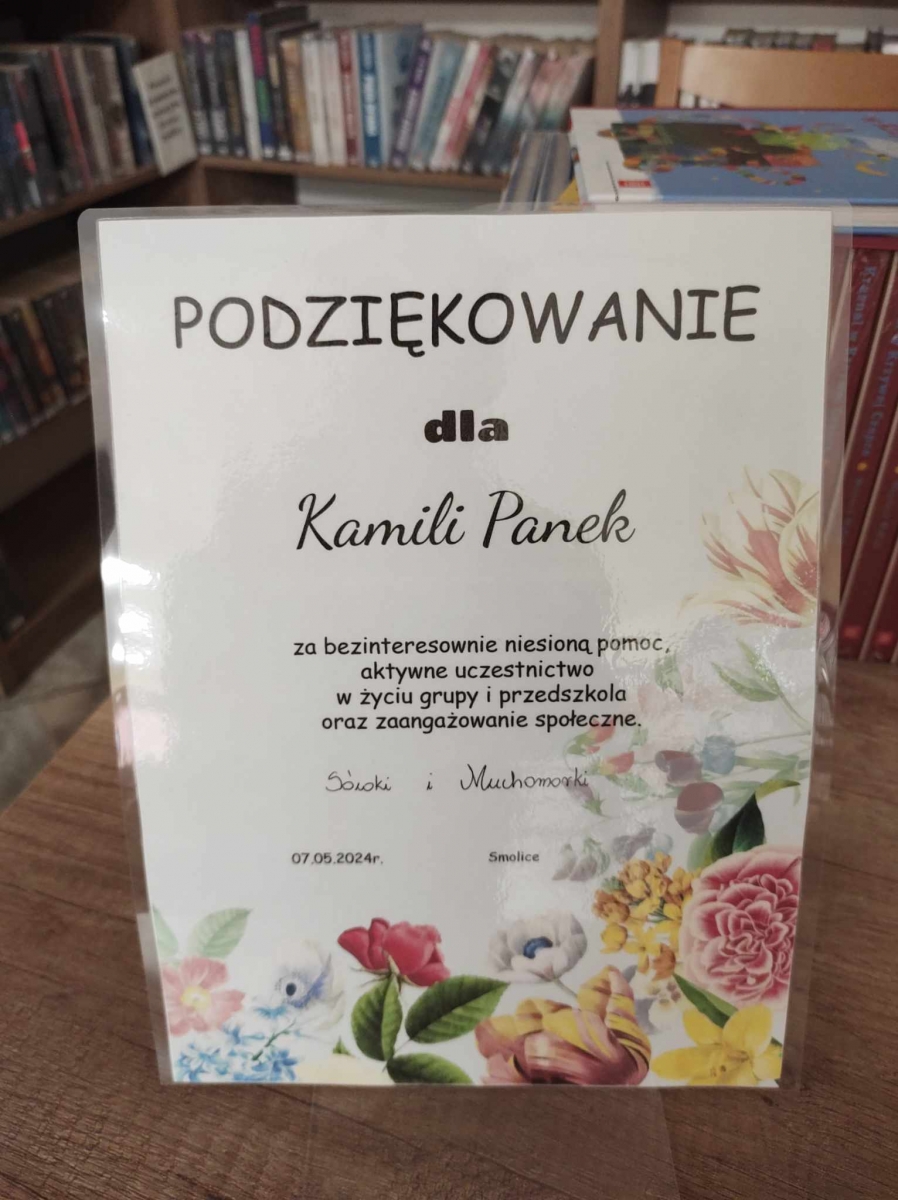 PODZIĘKOWANIE
dla
Kamili Panek
za bezinteresownie niesioną pomoc,
aktywne uczestnictwo
w życiu grupy i przedszkola
oraz zaangażowanie społeczne.
Sówki i Muchomorki
07.05.2024r. Smolice